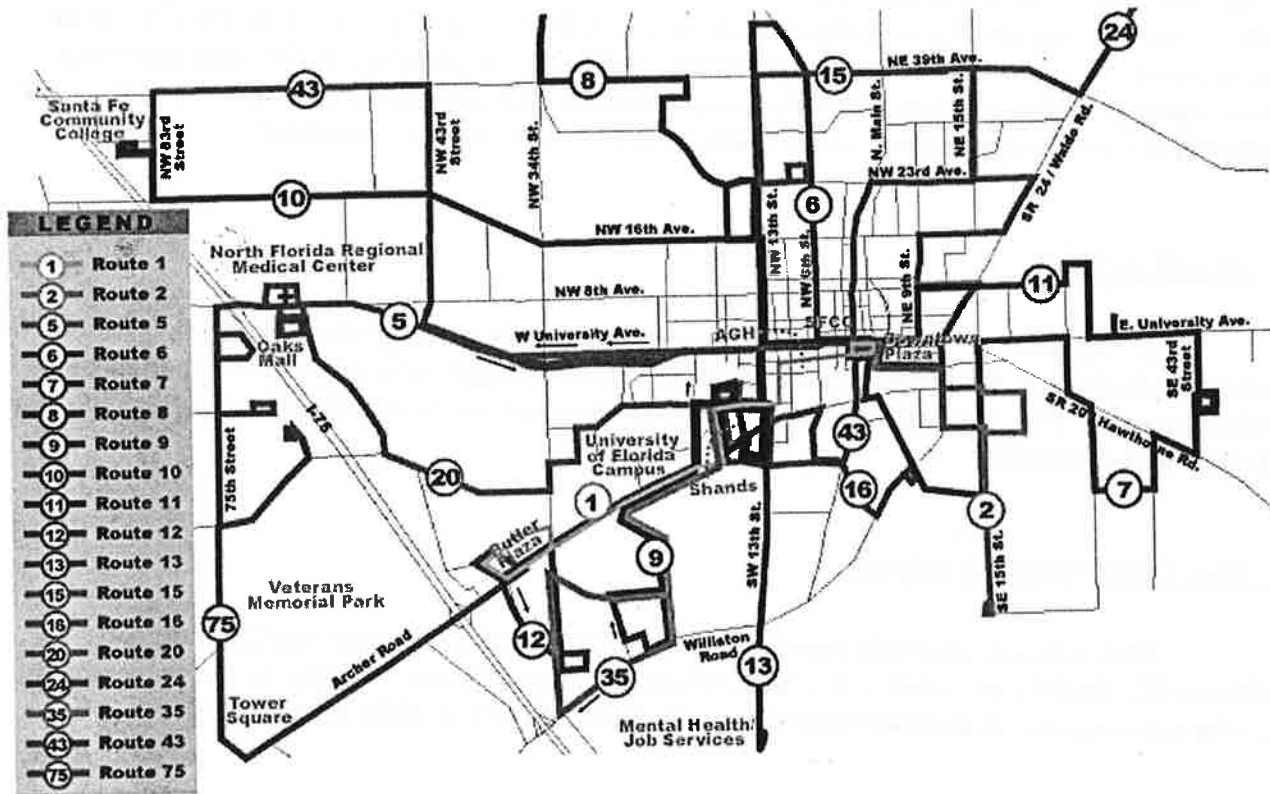 24
8
15
NE 39th Ave.
43
Santa Fe
Community
College
NW 83rd
Street
NW 43rd
Street
NW 34th St.
N. Main St.
NE 15th St.
SR 24 / Waldo Rd.
NW 23rd Ave.
10
6
LEGEND
1 Route 1
2 Route 2
5 Route 5
6 Route 6
7 Route 7
8 Route 8
9 Route 9
10 Route 10
11 Route 11
12 Route 12
13 Route 13
15 Route 15
16 Route 16
20 Route 20
24 Route 24
35 Route 35
43 Route 43
75 Route 75
NW 16th Ave.
NW 13th St.
NW 6th St.
NE 9th St.
North Florida Regional
Medical Center
NW 8th Ave.
11
5
W University Ave.
AGH
SFCC
Downtown
Plaza
E. University Ave.
Oaks
Mall
SE 43rd
Street
SR 20 Hawthorne Rd.
I-75
75th Street
University
of Florida
Campus
43
20
1
Shands
16
2
7
Butler
Plaza
9
SW 13th St.
SE 15th St.
Veterans
Memorial Park
75
Archer Road
12
Williston
Road
35
13
Tower
Square
Mental Health/
Job Services